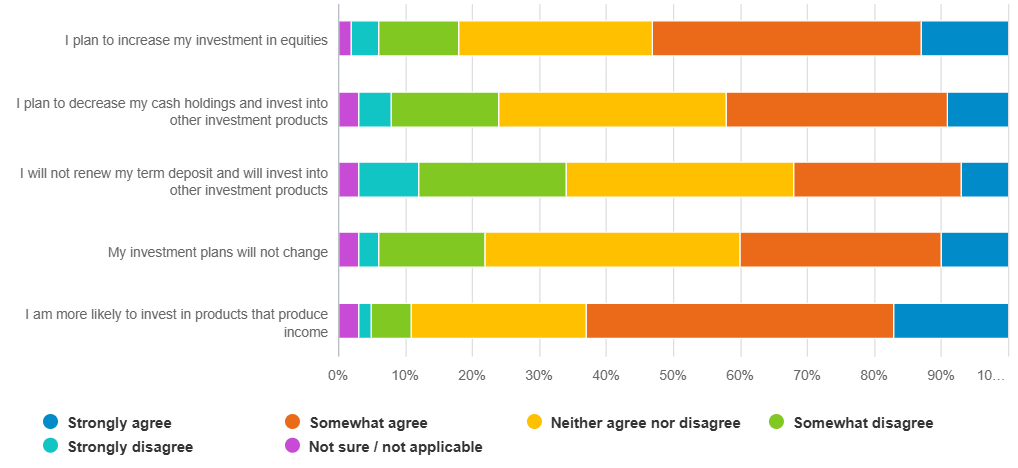 I plan to increase my investment in equities
I plan to decrease my cash holdings and invest into
other investment products
I will not renew my term deposit and will invest into
other investment products
My investment plans will not change
I am more likely to invest in products that produce
income
0% 10% 20% 30% 40% 50% 60% 70% 80% 90% 10...
Strongly agree Somewhat agree Neither agree nor disagree Somewhat disagree
Strongly disagree Not sure / not applicable